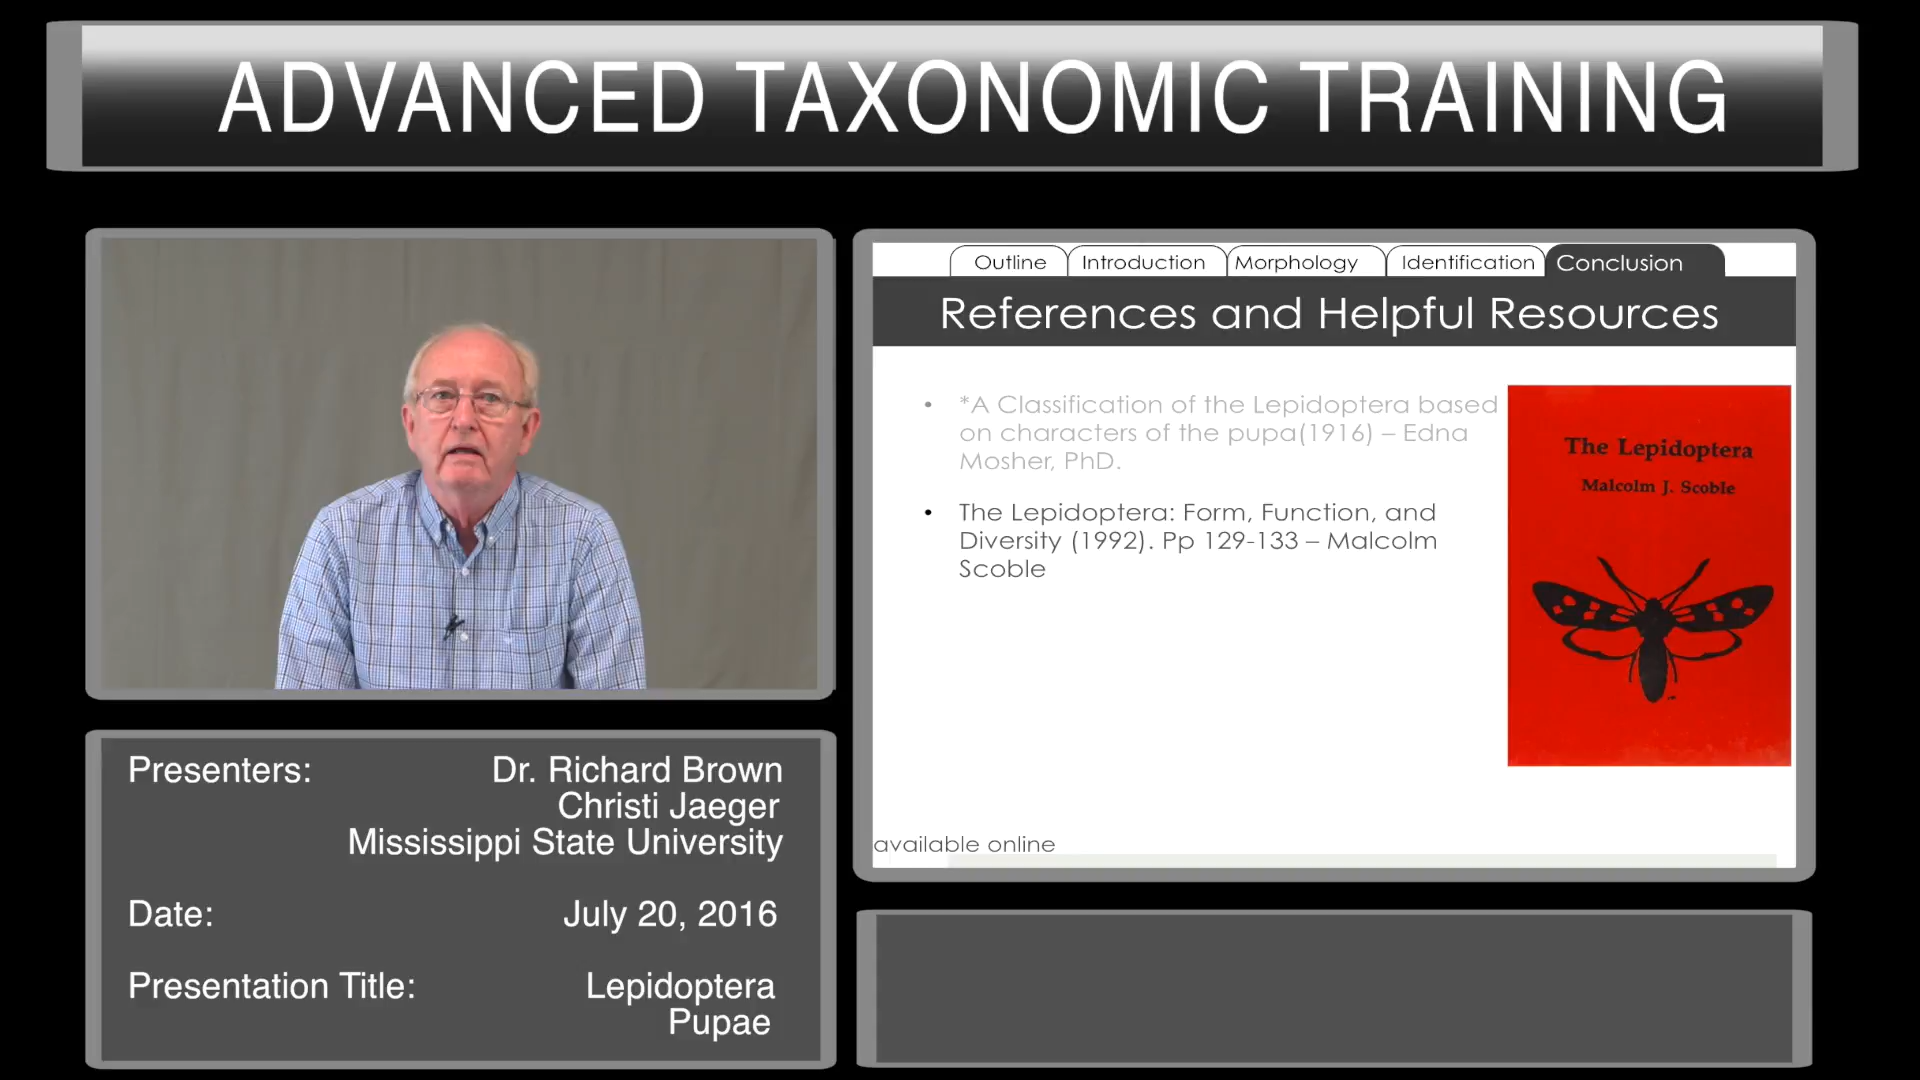 ADVANCED TAXONOMIC TRAINING
Outline
Introduction
Morphology
Identification
Conclusion
References and Helpful Resources
• *A Classification of the Lepidoptera based
on characters of the pupa(1916) – Edna
Mosher, PhD.
• The Lepidoptera: Form, Function, and
Diversity (1992). Pp 129-133 – Malcolm
Scoble
The Lepidoptera
Malcolm J. Scoble
available online
Presenters: Dr. Richard Brown
Christi Jaeger
Mississippi State University
Date: July 20, 2016
Presentation Title: Lepidoptera
Pupae